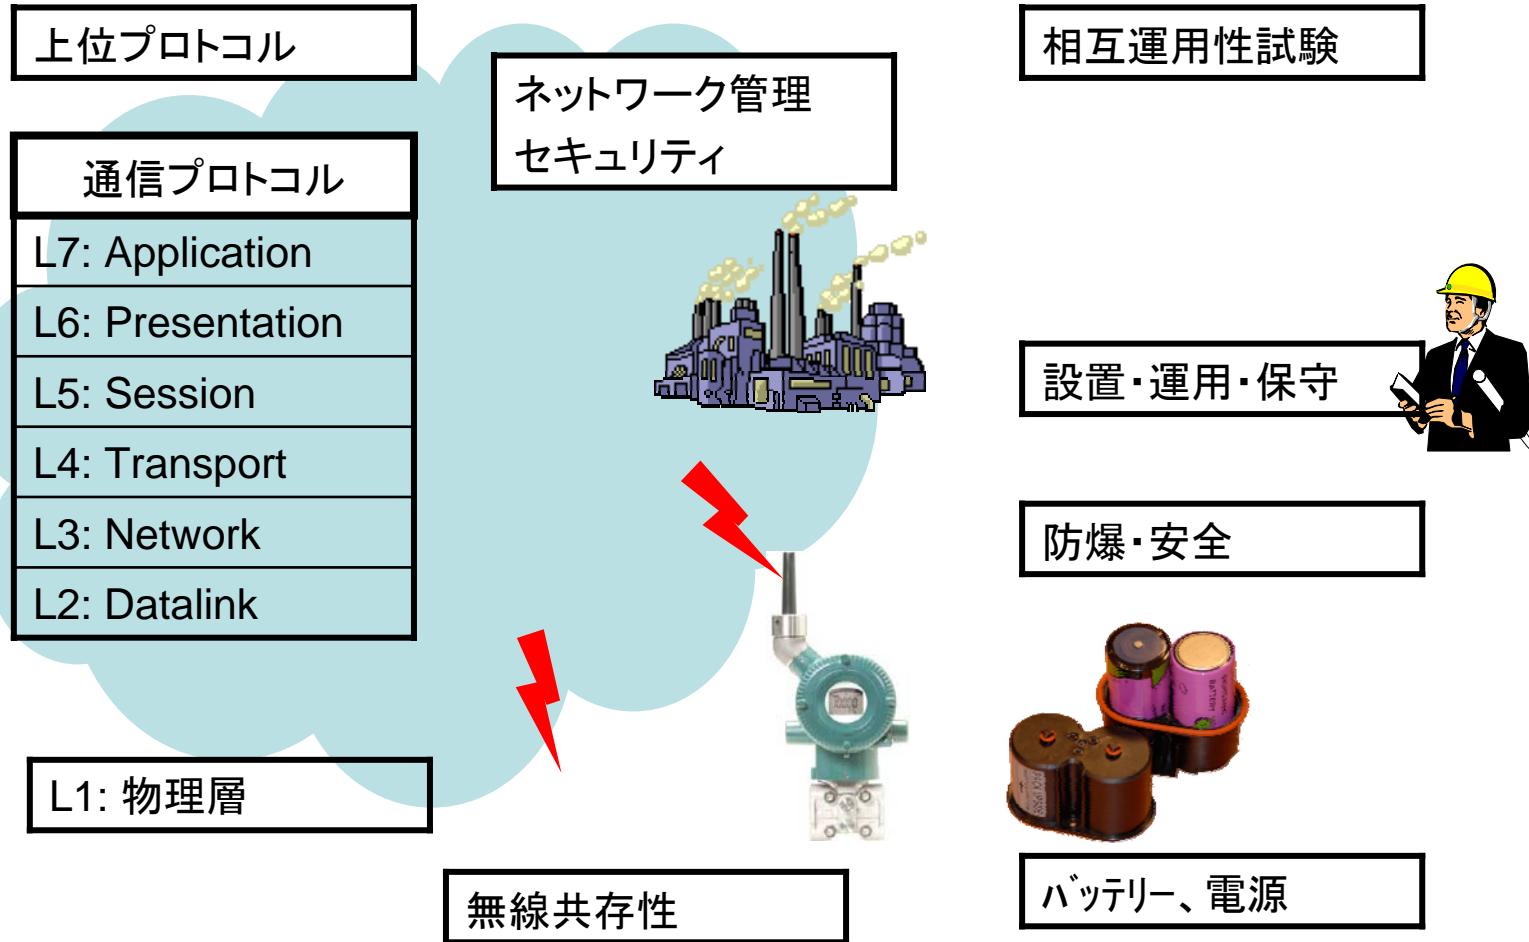 上位プロトコル
ネットワーク管理
セキュリティ
相互運用性試験
通信プロトコル
L7: Application
L6: Presentation
L5: Session
L4: Transport
L3: Network
L2: Datalink
設置・運用・保守
防爆・安全
L1: 物理層
無線共存性
バッテリー、電源